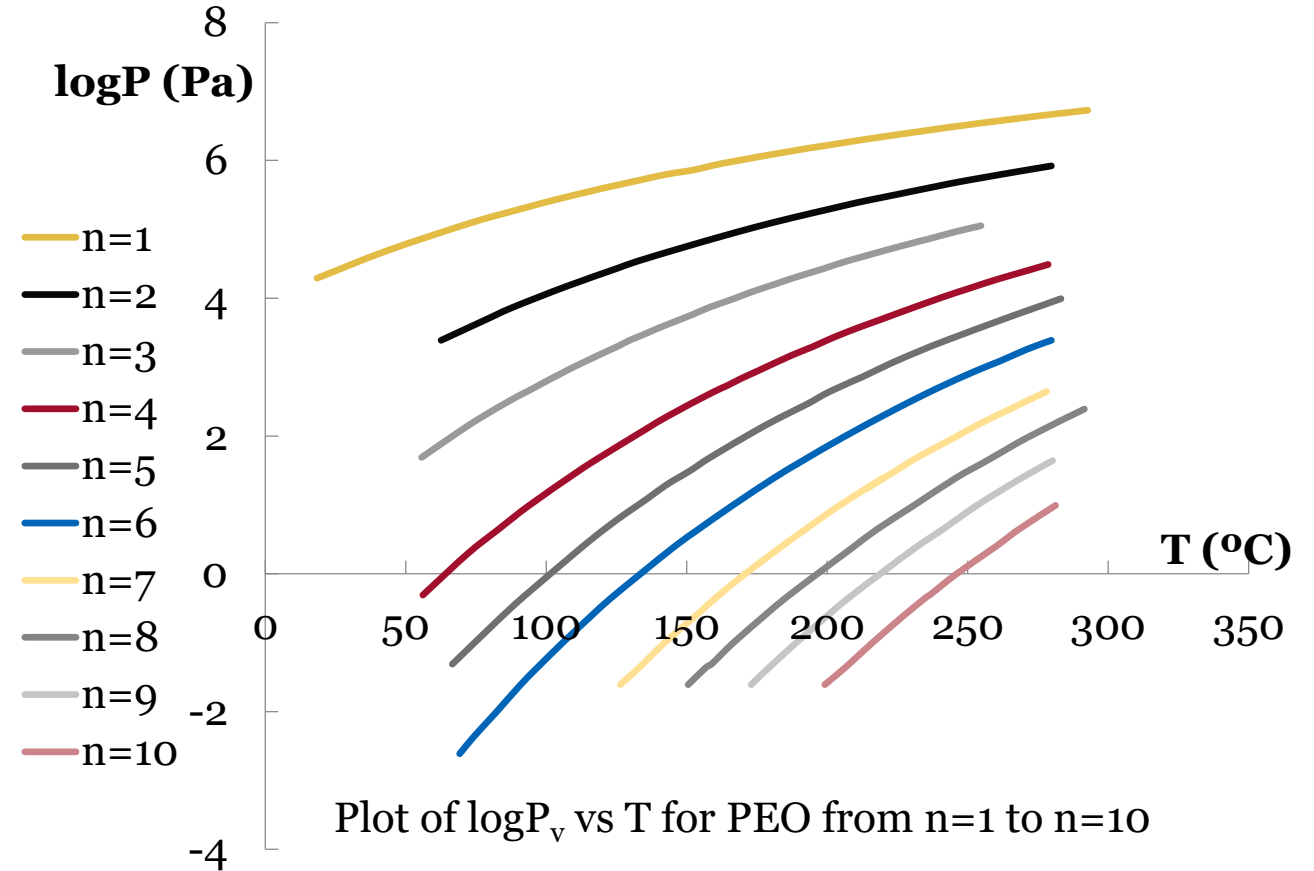 8
logP (Pa)
6
n=1
n=2
4
n=3
n=4
2
n=5
n=6
T (ºC)
n=7
0
0 50 100 150 200 250 300 350
n=8
n=9
-2
n=10
Plot of logPv vs T for PEO from n=1 to n=10
-4